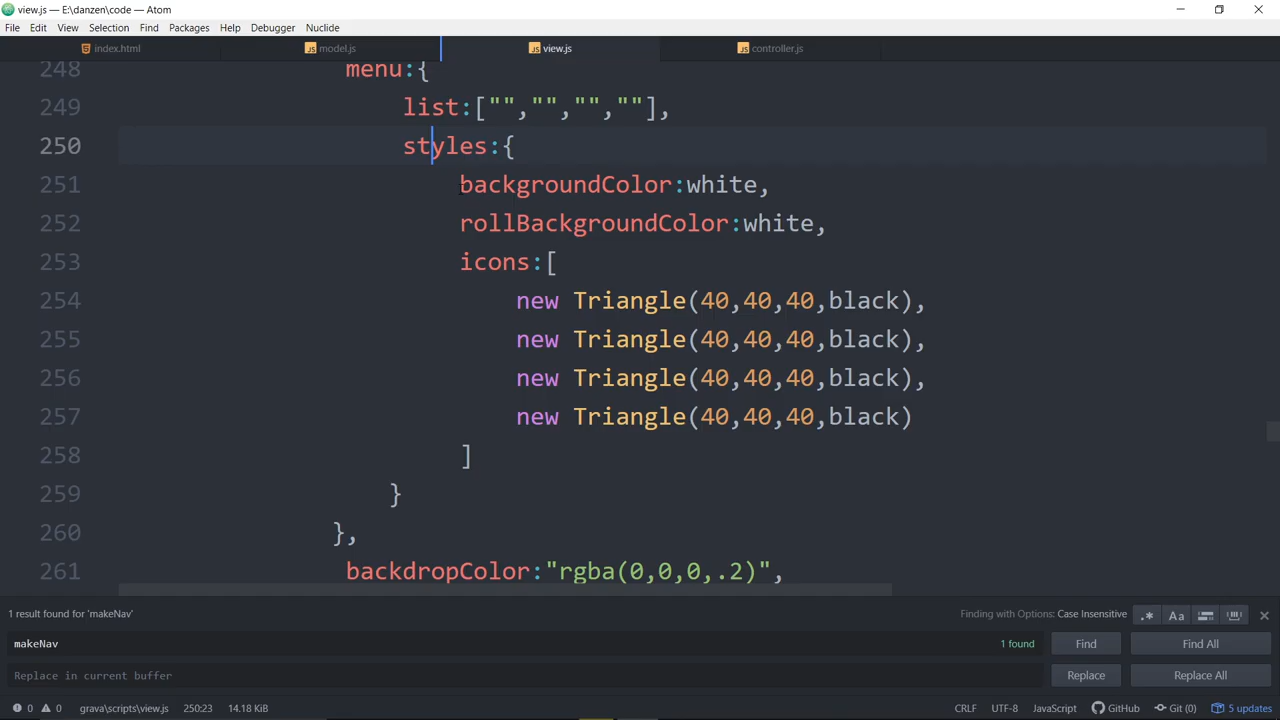 view.js — E:\danzen\code — Atom
File Edit View Selection Find Packages Help Debugger Nuclide
index.html model.js view.js controller.js
248 menu:{
249 list:["","","",""],
250 styles:{
251 backgroundColor:white,
252 rollBackgroundColor:white,
253 icons:[
254 new Triangle(40,40,40,black),
255 new Triangle(40,40,40,black),
256 new Triangle(40,40,40,black),
257 new Triangle(40,40,40,black)
258 ]
259 }
260 },
261 backdropColor:"rgba(0,0,0,.2)",
1 result found for 'makeNav' Finding with Options: Case Insensitive .* Aa
makeNav 1 found Find Find All
Replace in current buffer Replace Replace All
0 0 grava\scripts\view.js 250:23 14.18 KiB CRLF UTF-8 JavaScript GitHub Git (0) 5 updates